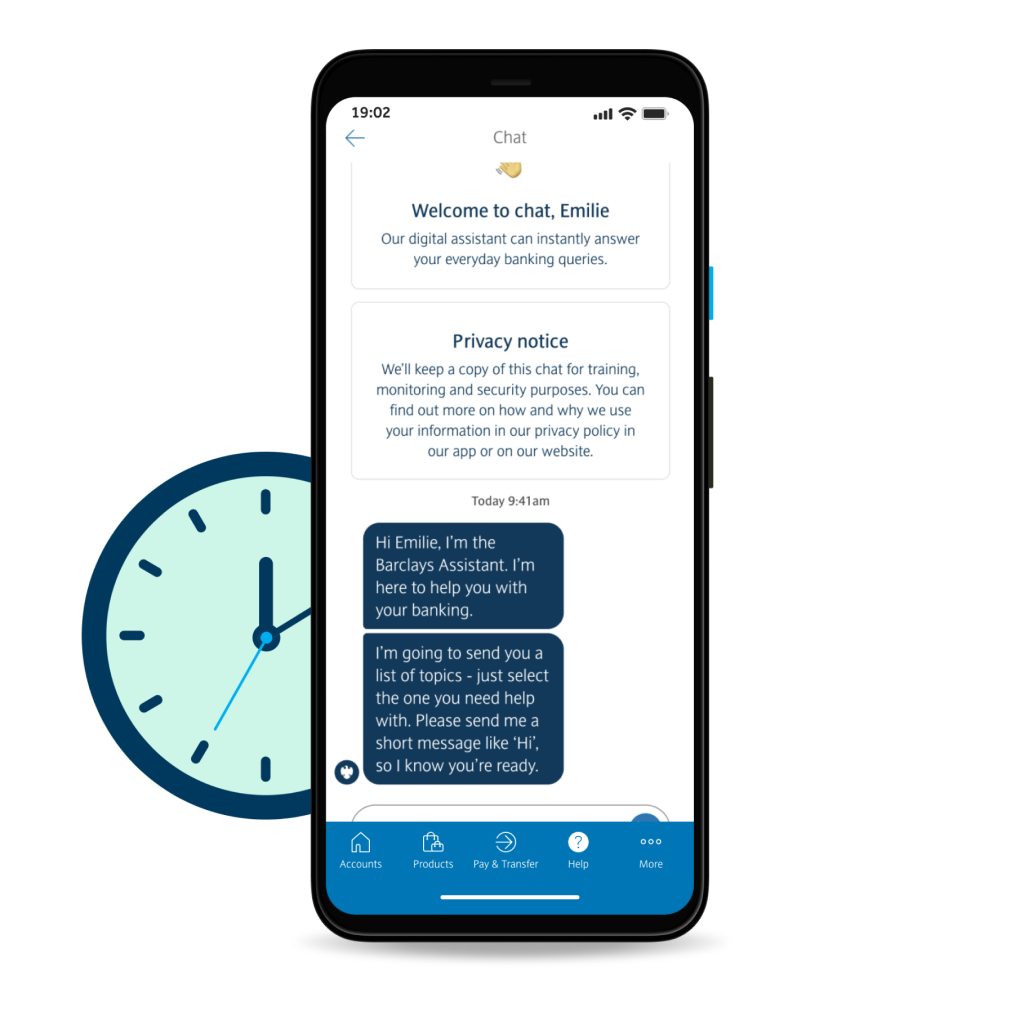 19:02
Chat
Welcome to chat, Emilie
Our digital assistant can instantly answer
your everyday banking queries.
Privacy notice
We'll keep a copy of this chat for training,
monitoring and security purposes. You can
find out more on how and why we use
your information in our privacy policy in
our app or on our website.
Today 9:41am
Hi Emilie, I'm the
Barclays Assistant. I'm
here to help you with
your banking.
I'm going to send you a
list of topics - just select
the one you need help
with. Please send me a
short message like ‘Hi’,
so I know you're ready.
Accounts
Products
Pay & Transfer
?
Help
More